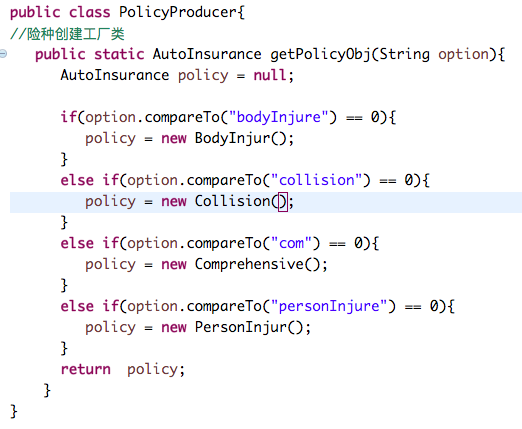 public class PolicyProducer{
//险种创建工厂类
public static AutoInsurance getPolicyObj(String option){
AutoInsurance policy = null;
if(option.compareTo("bodyInjure") == 0){
policy = new BodyInjur();
}
else if(option.compareTo("collision") == 0){
policy = new Collision();
}
else if(option.compareTo("com") == 0){
policy = new Comprehensive();
}
else if(option.compareTo("personInjure") == 0){
policy = new PersonInjur();
}
return  policy;
}
}